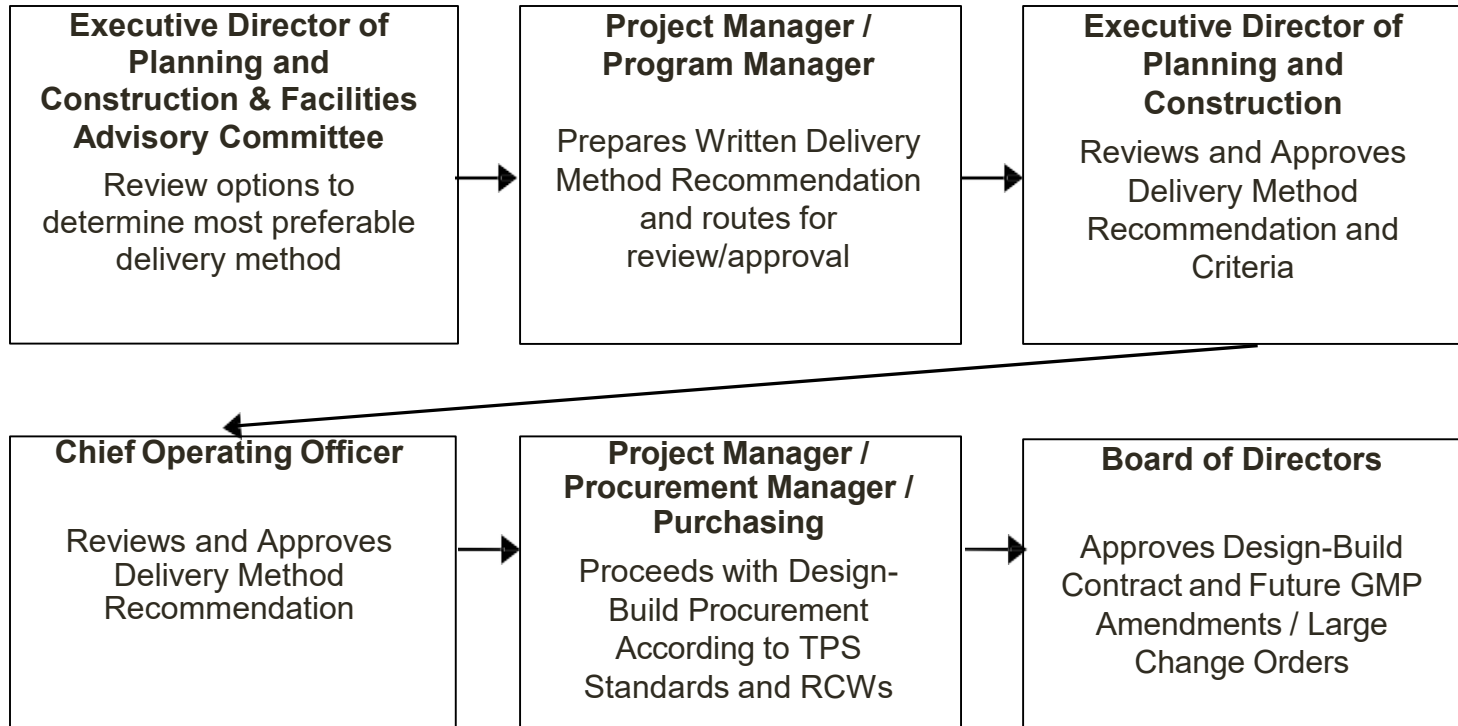 Executive Director of
Planning and
Construction & Facilities
Advisory Committee
Review options to
determine most preferable
delivery method
Project Manager /
Program Manager
Prepares Written Delivery
Method Recommendation
and routes for
review/approval
Executive Director of
Planning and
Construction
Reviews and Approves
Delivery Method
Recommendation and
Criteria
Chief Operating Officer
Reviews and Approves
Delivery Method
Recommendation
Project Manager /
Procurement Manager /
Purchasing
Proceeds with Design-
Build Procurement
According to TPS
Standards and RCWs
Board of Directors
Approves Design-Build
Contract and Future GMP
Amendments / Large
Change Orders